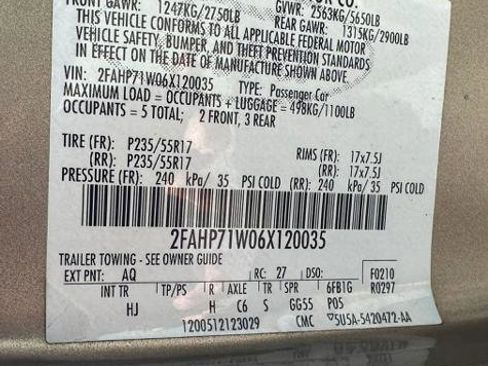 FRONT GAWR: 1247KG/2750LB GVWR: 2563KG/5650LB
REAR GAWR: 1315KG/2900LB
THIS VEHICLE CONFORMS TO ALL APPLICABLE FEDERAL MOTOR
VEHICLE SAFETY, BUMPER, AND THEFT PREVENTION STANDARDS
IN EFFECT ON THE DATE OF MANUFACTURE SHOWN ABOVE.
VIN: 2FAHP71W06X120035 TYPE: Passenger Car
MAXIMUM LOAD = OCCUPANTS + LUGGAGE = 498KG/1100LB
OCCUPANTS = 5 TOTAL; 2 FRONT, 3 REAR
TIRE (FR): P235/55R17 RIMS (FR): 17x7.5J
(RR): P235/55R17 (RR): 17x7.5J
PRESSURE (FR): 240 kPa/ 35 PSI COLD (RR): 240 kPa/ 35 PSI COLD
2FAHP71W06X120035
TRAILER TOWING - SEE OWNER GUIDE
EXT PNT: AQ RC: 27 DSO: F0210
INT TR TP/PS R AXLE TR S 6FB1G R0297
HJ H C6 S GG55 POS
120051212302​9 CMC 5U5A-5420472-AA